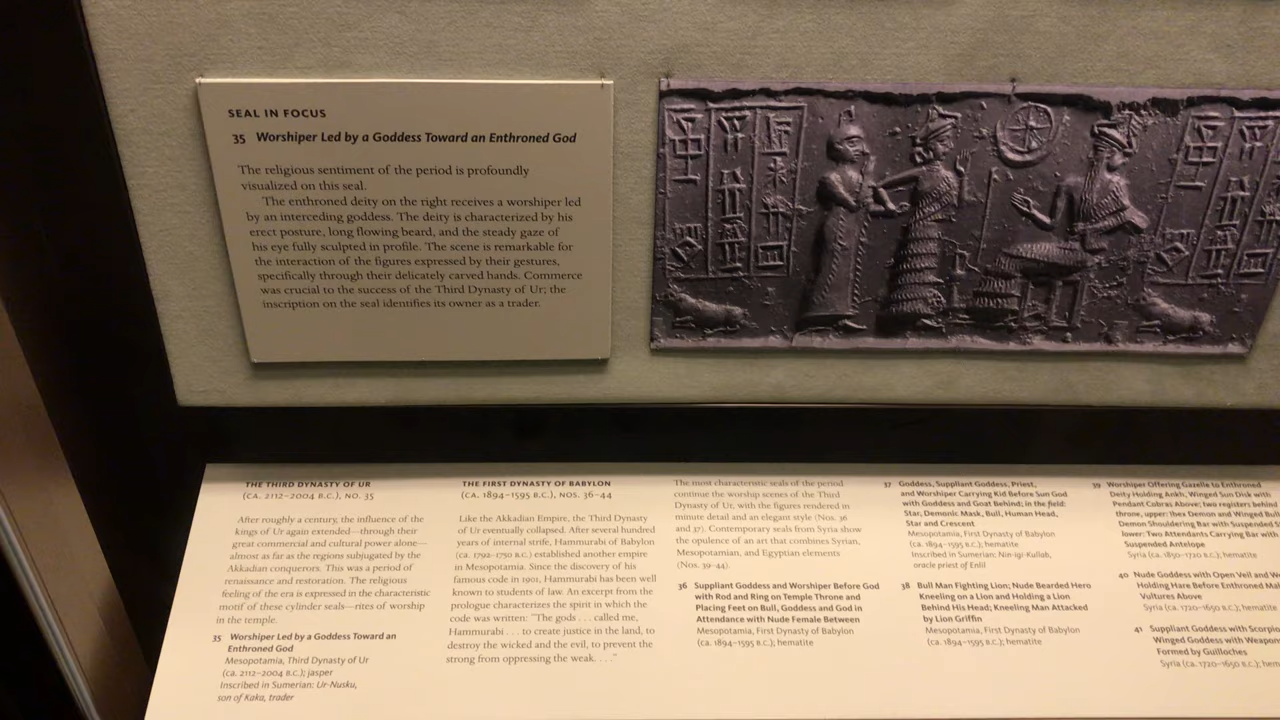 SEAL IN FOCUS
35 Worshiper Led by a Goddess Toward an Enthroned God
The religious sentiment of the period is profoundly
visualized on this seal.
The enthroned deity on the right receives a worshiper led
by an interceding goddess. The deity is characterized by his
erect posture, long flowing beard, and the steady gaze of
his eye fully sculpted in profile. The scene is remarkable for
the interaction of the figures expressed by their gestures,
specifically through their delicately carved hands. Commerce
was crucial to the success of the Third Dynasty of Ur; the
inscription on the seal identifies its owner as a trader.
THE THIRD DYNASTY OF UR
(CA. 2112–2004 B.C.), NO. 35
After roughly a century, the influence of the
kings of Ur again extended—through their
great commercial and cultural power alone—
almost as far as the regions subjugated by the
Akkadian conquerors. This was a period of
renaissance and restoration. The religious
feeling of the era is expressed in the characteristic
motif of these cylinder seals—rites of worship
in the temple.
35 Worshiper Led by a Goddess Toward an
Enthroned God
Mesopotamia, Third Dynasty of Ur
(ca. 2112–2004 B.C.); jasper
Inscribed in Sumerian: Ur-Nusku,
son of Kaka, trader
THE FIRST DYNASTY OF BABYLON
(CA. 1894–1595 B.C.), NOS. 36–44
Like the Akkadian Empire, the Third Dynasty
of Ur eventually collapsed. After several hundred
years of internal strife, Hammurabi of Babylon
(ca. 1792–1750 B.C.) established another empire
in Mesopotamia. Since the discovery of his
famous code in 1901, Hammurabi has been well
known to students of law. An excerpt from the
prologue characterizes the spirit in which the
code was written: "The gods . . . called me,
Hammurabi . . . to create justice in the land, to
destroy the wicked and the evil, to prevent the
strong from oppressing the weak. . . ."
The most characteristic seals of the period
continue the worship scenes of the Third
Dynasty of Ur, with the figures rendered in
minute detail and an elegant style (Nos. 36
and 37). Contemporary seals from Syria show
the opulence of an art that combines Syrian,
Mesopotamian, and Egyptian elements
(Nos. 39–44).
36 Suppliant Goddess and Worshiper Before God
with Rod and Ring on Temple Throne and
Placing Feet on Bull, Goddess and God in
Attendance with Nude Female Between
Mesopotamia, First Dynasty of Babylon
(ca. 1894–1595 B.C.); hematite
37 Goddess, Suppliant Goddess, Priest,
and Worshiper Carrying Kid Before Sun God
with Goddess and Goat Behind; in the field:
Star, Demonic Mask, Bull, Human Head,
Star and Crescent
Mesopotamia, First Dynasty of Babylon
(ca. 1894–1595 B.C.); hematite
Inscribed in Sumerian: Nin-igi-Kullab,
oracle priest of Enlil
38 Bull Man Fighting Lion; Nude Bearded Hero
Kneeling on a Lion and Holding a Lion
Behind His Head; Kneeling Man Attacked
by Lion Griffin
Mesopotamia, First Dynasty of Babylon
(ca. 1894–1595 B.C.); hematite
39 Worshiper Offering Gazelle to Enthroned
Deity Holding Ankh, Winged Sun Disk with
Pendant Cobras Above; two registers behind
throne, upper: Ibex Demon and Winged Bull
Demon Shouldering Bar with Suspended
lower: Two Attendants Carrying Bar with
Suspended Antelope
Syria (ca. 1850–1720 B.C.); hematite
40 Nude Goddess with Open Veil and
Holding Hare Before Enthroned
Vultures Above
Syria (ca. 1720–1650 B.C.); hematite
41 Suppliant Goddess with
Winged Goddess with
Formed by Guilloches
Syria (ca. 1720–1650 B.C.);